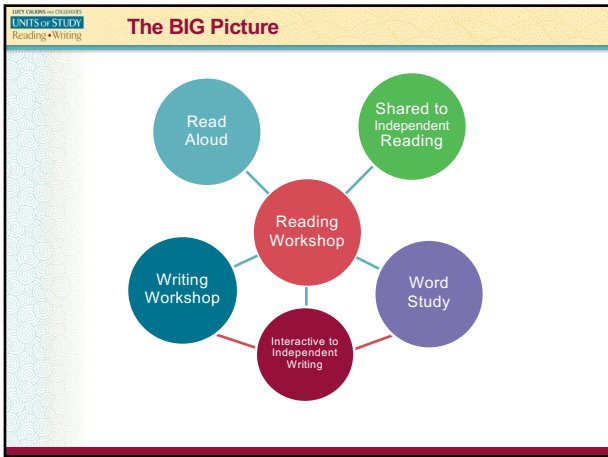 LUCY CALKINS AND COLLEAGUES
UNITS OF STUDY
Reading • Writing
The BIG Picture
Read
Aloud
Shared to
Independent
Reading
Reading
Workshop
Writing
Workshop
Word
Study
Interactive to
Independent
Writing